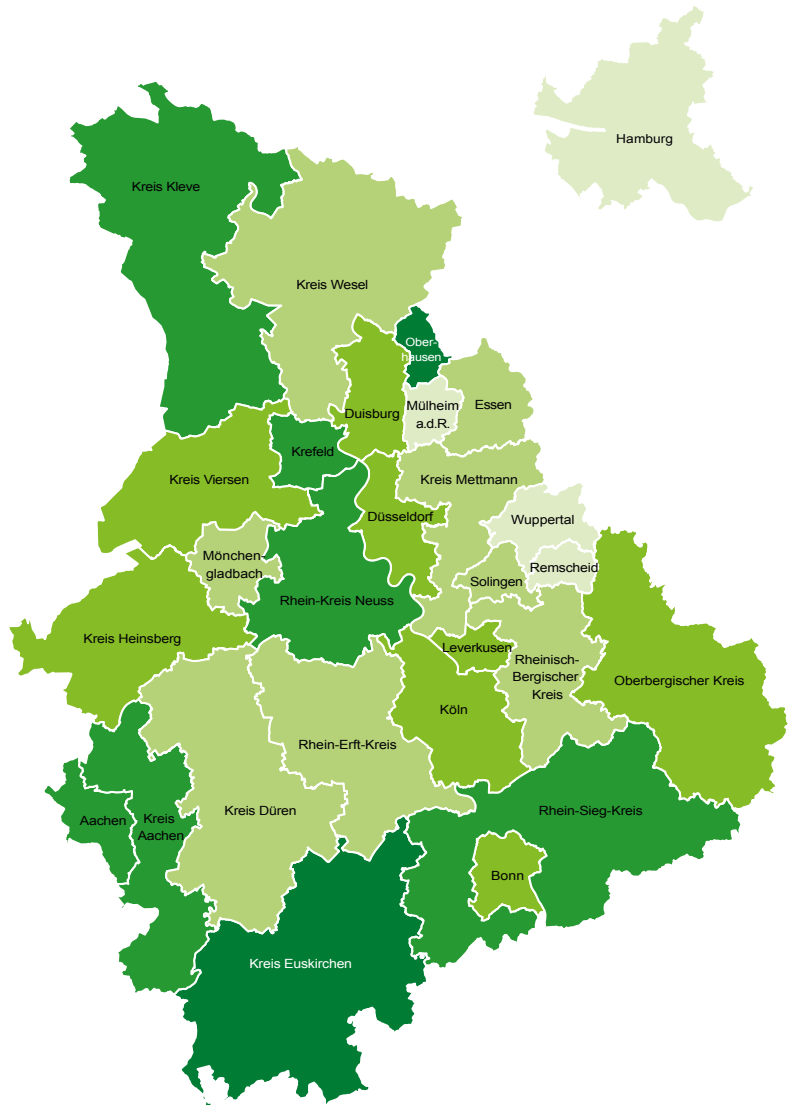 Hamburg
Kreis Kleve
Kreis Wesel
Ober-
hausen
Duisburg
Mülheim
a.d.R.
Essen
Krefeld
Kreis Viersen
Kreis Mettmann
Düsseldorf
Wuppertal
Mönchen-
gladbach
Remscheid
Solingen
Rhein-Kreis Neuss
Kreis Heinsberg
Leverkusen
Rheinisch-
Bergischer
Kreis
Oberbergischer Kreis
Köln
Rhein-Erft-Kreis
Kreis Düren
Rhein-Sieg-Kreis
Aachen
Kreis
Aachen
Bonn
Kreis Euskirchen